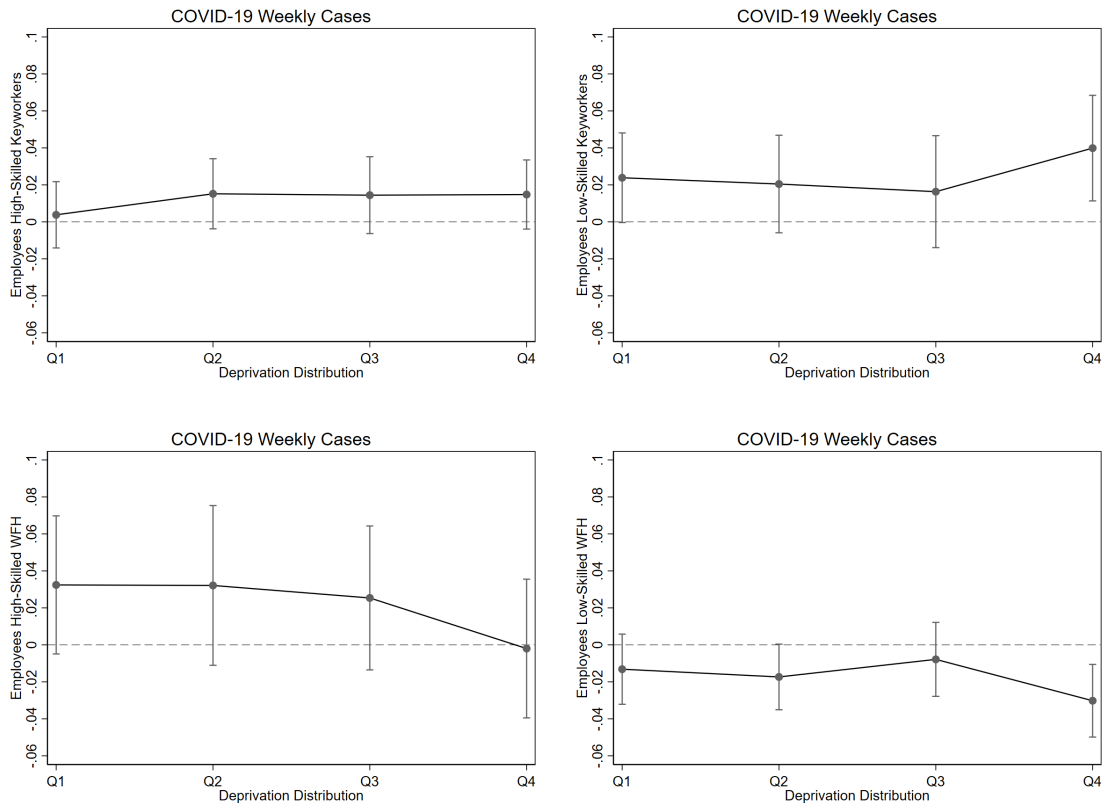 COVID-19 Weekly Cases
Employees High-Skilled Keyworkers
.1
.08
.06
.04
.02
0
-.02
-.04
-.06
Q1 Q2 Q3 Q4
Deprivation Distribution
COVID-19 Weekly Cases
Employees Low-Skilled Keyworkers
.1
.08
.06
.04
.02
0
-.02
-.04
-.06
Q1 Q2 Q3 Q4
Deprivation Distribution
COVID-19 Weekly Cases
Employees High-Skilled WFH
.1
.08
.06
.04
.02
0
-.02
-.04
-.06
Q1 Q2 Q3 Q4
Deprivation Distribution
COVID-19 Weekly Cases
Employees Low-Skilled WFH
.1
.08
.06
.04
.02
0
-.02
-.04
-.06
Q1 Q2 Q3 Q4
Deprivation Distribution